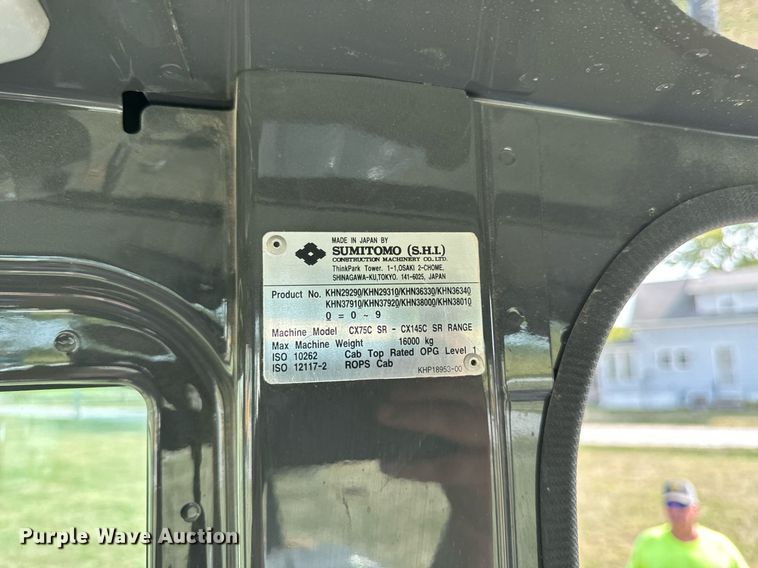 MADE IN JAPAN BY
SUMITOMO (S.H.I.)
CONSTRUCTION MACHINERY CO., LTD.
ThinkPark Tower. 1-1,OSAKI 2-CHOME,
SHINAGAWA-KU,TOKYO. 141-6025, JAPAN
Product No. KHN29290/KHN29310/KHN36330/KHN36340
KHN37910/KHN37920/KHN38000/KHN38010
0 = 0 ~ 9
Machine Model CX75C SR - CX145C SR RANGE
Max Machine Weight 16000 kg
ISO 10262 Cab Top Rated OPG Level 1
ISO 12117-2 ROPS Cab
KHP18953-00
Purple Wave Auction